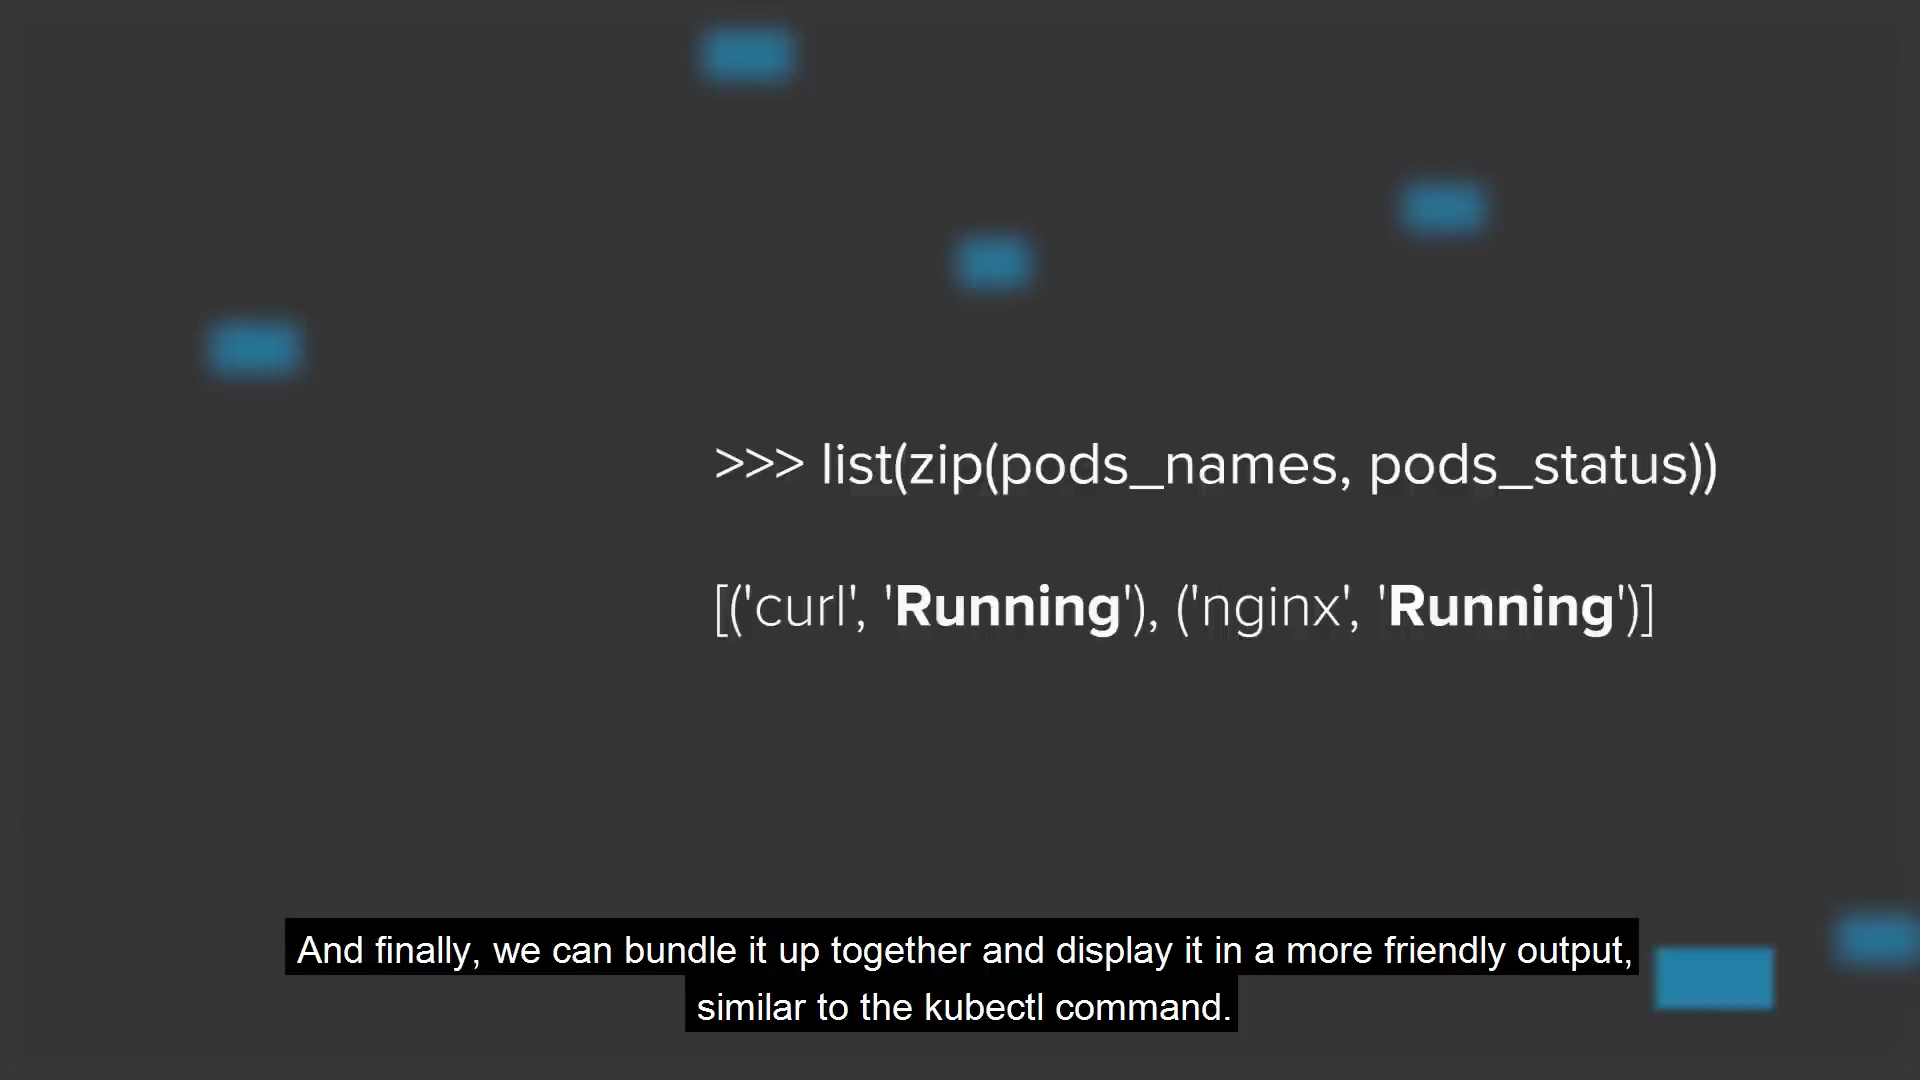 >>> list(zip(pods_names, pods_status))
[('curl', 'Running'), ('nginx', 'Running')]
And finally, we can bundle it up together and display it in a more friendly output,
similar to the kubectl command.